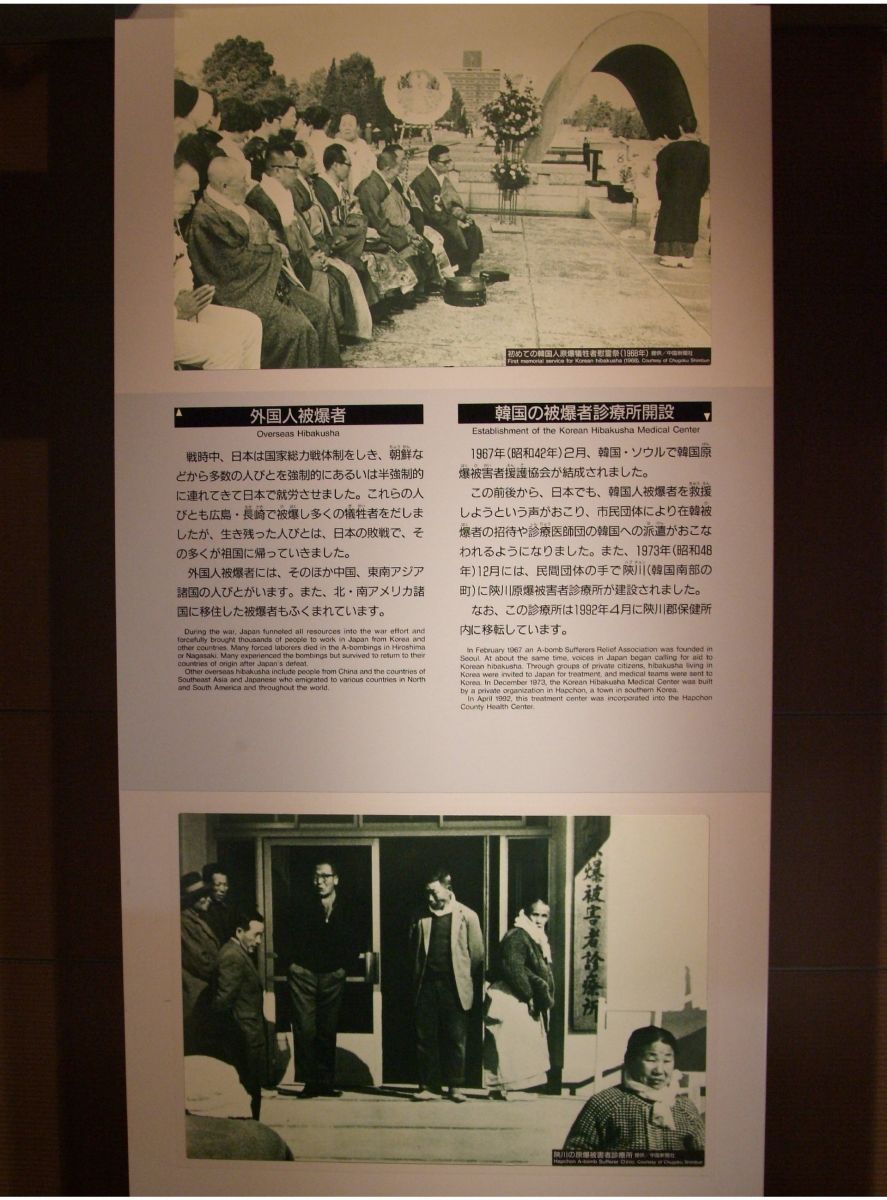 初めての韓国人原爆犠牲者慰霊祭(1968年) 提供/中国新聞社
First memorial service for Korean hibakusha (1968). Courtesy of Chugoku Shimbun
外国人被爆者
Overseas Hibakusha
戦時中、日本は国家総力戦体制をしき、朝鮮な
どから多数の人びとを強制的にあるいは半強制的
に連れてきて日本で就労させました。これらの人
びとも広島・長崎で被爆し多くの犠牲者をだしま
したが、生き残った人びとは、日本の敗戦で、そ
の多くが祖国に帰っていきました。
外国人被爆者には、そのほか中国、東南アジア
諸国の人びとがいます。また、北・南アメリカ諸
国に移住した被爆者もふくまれています。
During the war, Japan funneled all resources into the war effort and
forcefully brought thousands of people to work in Japan from Korea and
other countries. Many forced laborers died in the A-bombings in Hiroshima
or Nagasaki. Many experienced the bombings but survived to return to their
countries of origin after Japan's defeat.
Other overseas hibakusha include people from China and the countries of
Southeast Asia and Japanese who emigrated to various countries in North
and South America and throughout the world.
韓国の被爆者診療所開設
Establishment of the Korean Hibakusha Medical Center
1967年(昭和42年)2月、韓国・ソウルで韓国原
爆被害者援護協会が結成されました。
この前後から、日本でも、韓国人被爆者を救援
しようという声がおこり、市民団体により在韓被
爆者の招待や診療医師団の韓国への派遣がおこな
われるようになりました。また、1973年(昭和48
年)12月には、民間団体の手で陜川(韓国南部の
町)に陜川原爆被害者診療所が建設されました。
なお、この診療所は1992年4月に陜川郡保健所
内に移転しています。
In February 1967 an A-bomb Sufferers Relief Association was founded in
Seoul. At about the same time, voices in Japan began calling for aid to
Korean hibakusha. Through groups of private citizens, hibakusha living in
Korea were invited to Japan for treatment, and medical teams were sent to
Korea. In December 1973, the Korean Hibakusha Medical Center was built
by a private organization in Hapchon, a town in southern Korea.
In April 1992, this treatment center was incorporated into the Hapchon
County Health Center.
爆被害者診療所
陜川の原爆被害者診療所 提供/中国新聞社
Hapchon A-bomb Sufferer Clinic. Courtesy of Chugoku Shimbun